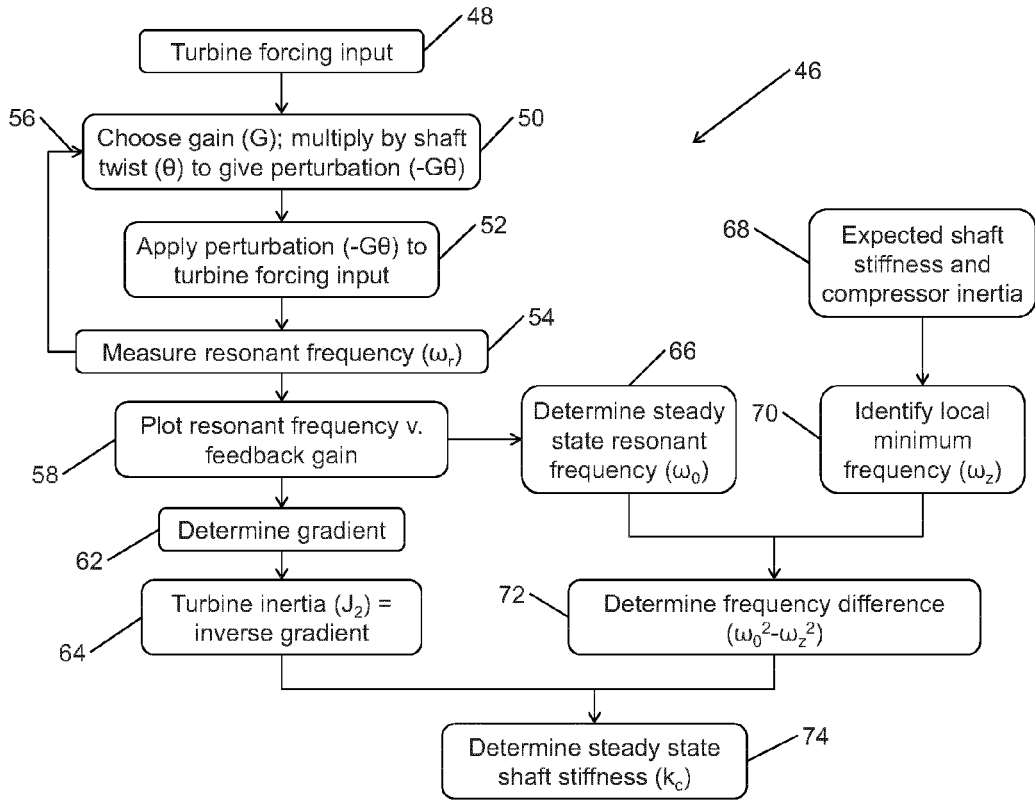 48
Turbine forcing input
46
56
50
Choose gain (G); multiply by shaft
twist (θ) to give perturbation (-Gθ)
52
Apply perturbation (-Gθ) to
turbine forcing input
68
Expected shaft
stiffness and
compressor inertia
54
Measure resonant frequency (ωr)
66
58
Plot resonant frequency v.
feedback gain
Determine steady
state resonant
frequency (ω0)
70
Identify local
minimum
frequency (ωz)
62
Determine gradient
64
Turbine inertia (J2) =
inverse gradient
72
Determine frequency difference
(ω0²-ωz²)
74
Determine steady state
shaft stiffness (kc)